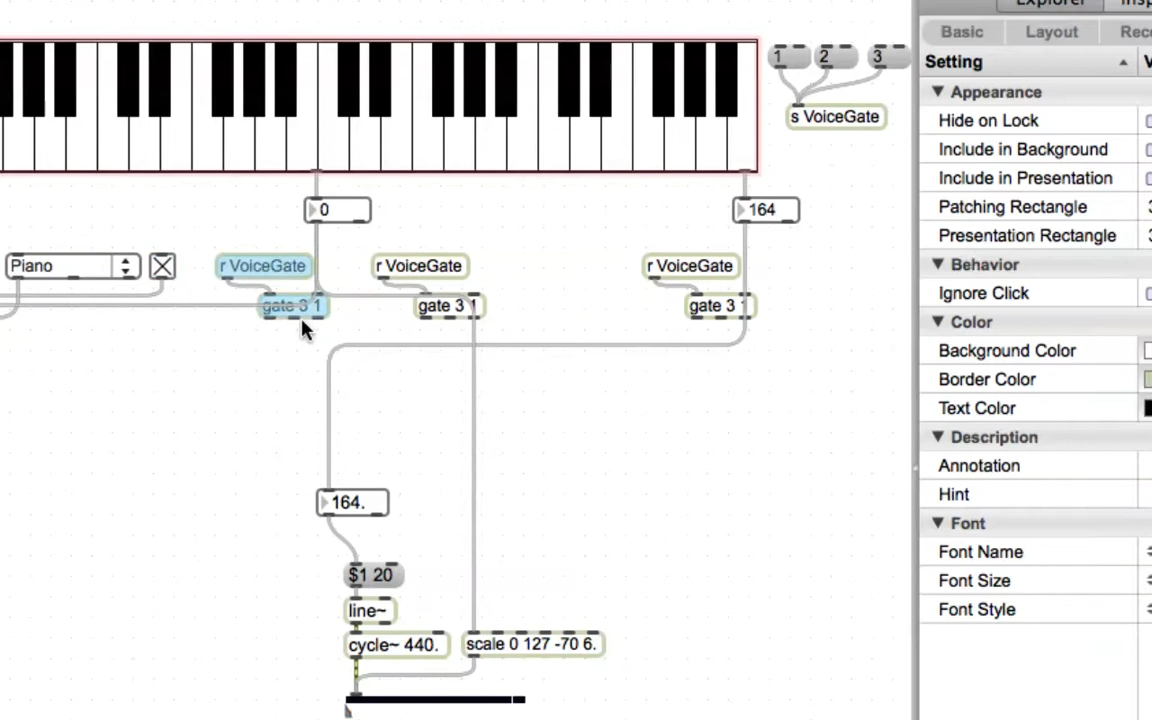 Explorer
Basic Layout
1 2 3
Setting
s VoiceGate
Appearance
Hide on Lock
Include in Background
Include in Presentation
0
164
Patching Rectangle
Presentation Rectangle
Piano
r VoiceGate
r VoiceGate
r VoiceGate
Behavior
Ignore Click
gate 3 1
gate 3 1
gate 3 1
Color
Background Color
Border Color
Text Color
Description
Annotation
Hint
164.
Font
Font Name
$1 20
Font Size
line~
Font Style
cycle~ 440.
scale 0 127 -70 6.